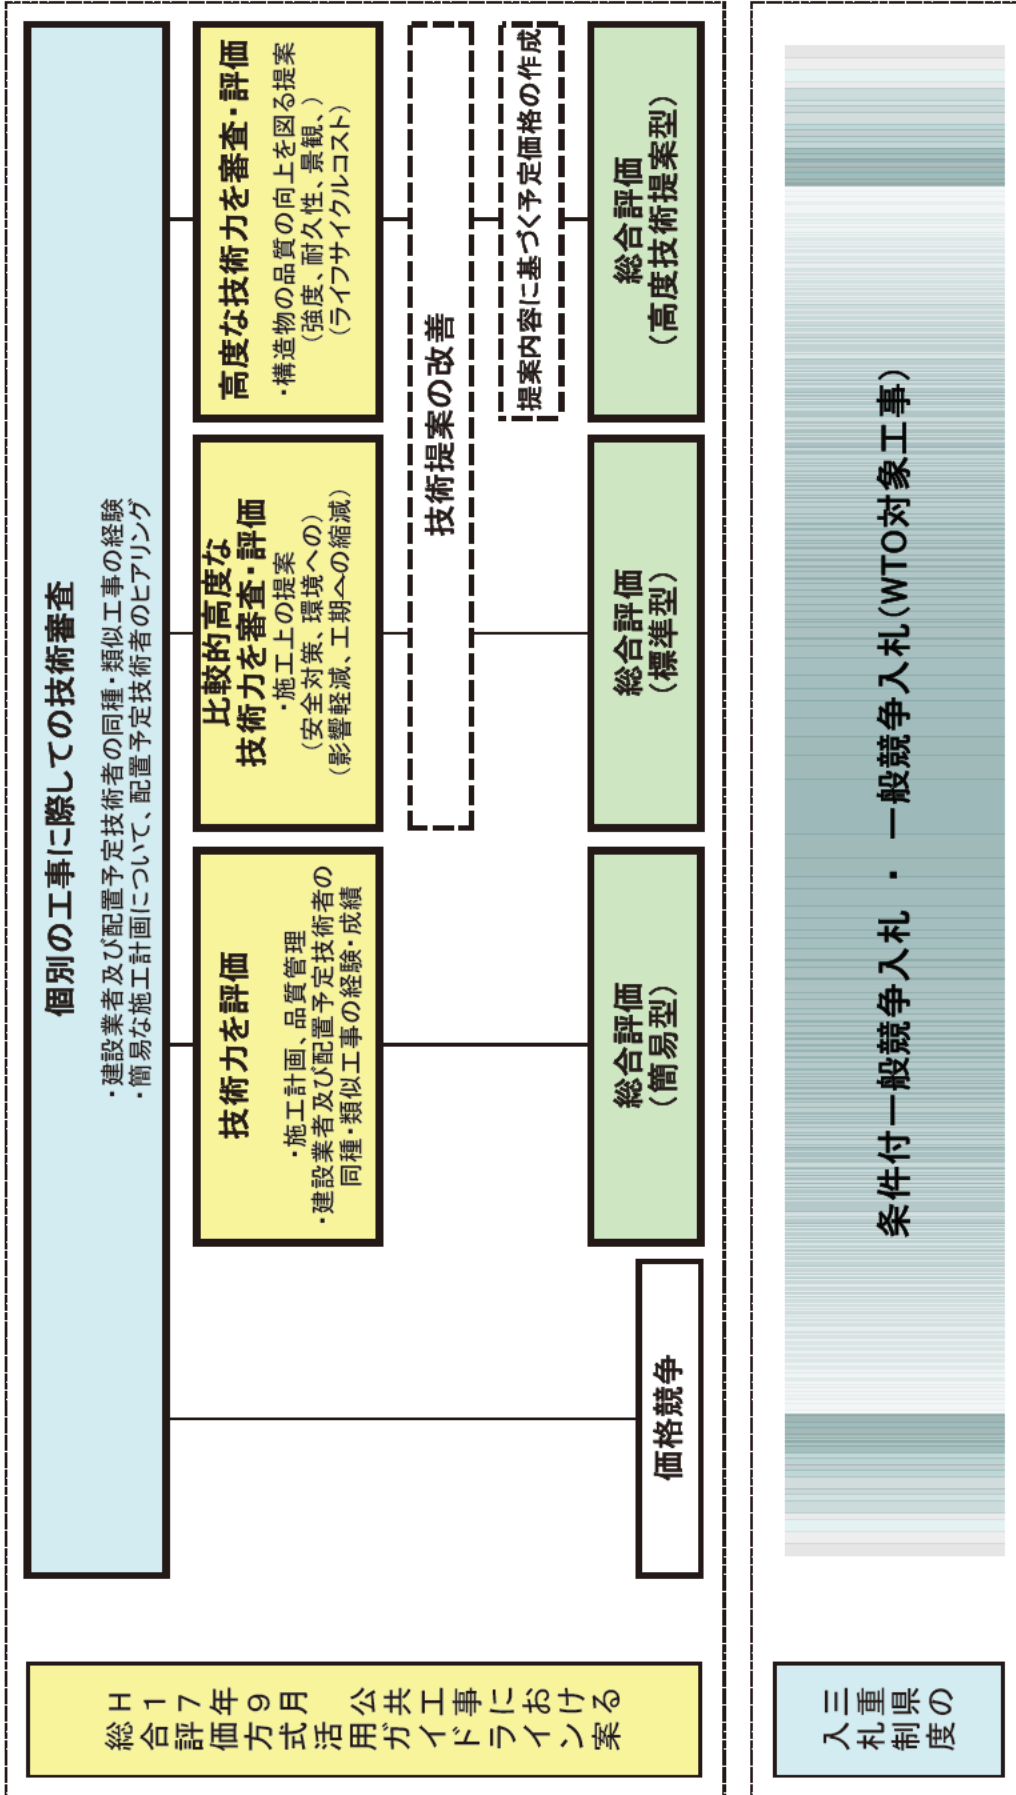 H17年9月　公共工事における
総合評価方式活用ガイドライン案
個別の工事に際しての技術審査
・建設業者及び配置予定技術者の同種・類似工事の経験
・簡易な施工計画について、配置予定技術者のヒアリング
技術力を評価
・施工計画、品質管理
・建設業者及び配置予定技術者の
同種・類似工事の経験・成績
比較的高度な
技術力を審査・評価
・施工上の提案
(安全対策、環境への)
(影響軽減、工期への縮減)
高度な技術力を審査・評価
・構造物の品質の向上を図る提案
(強度、耐久性、景観、)
(ライフサイクルコスト)
技術提案の改善
提案内容に基づく予定価格の作成
価格競争
総合評価
(簡易型)
総合評価
(標準型)
総合評価
(高度技術提案型)
三重県の
入札制度
条件付一般競争入札 ・ 一般競争入札(WTO対象工事)